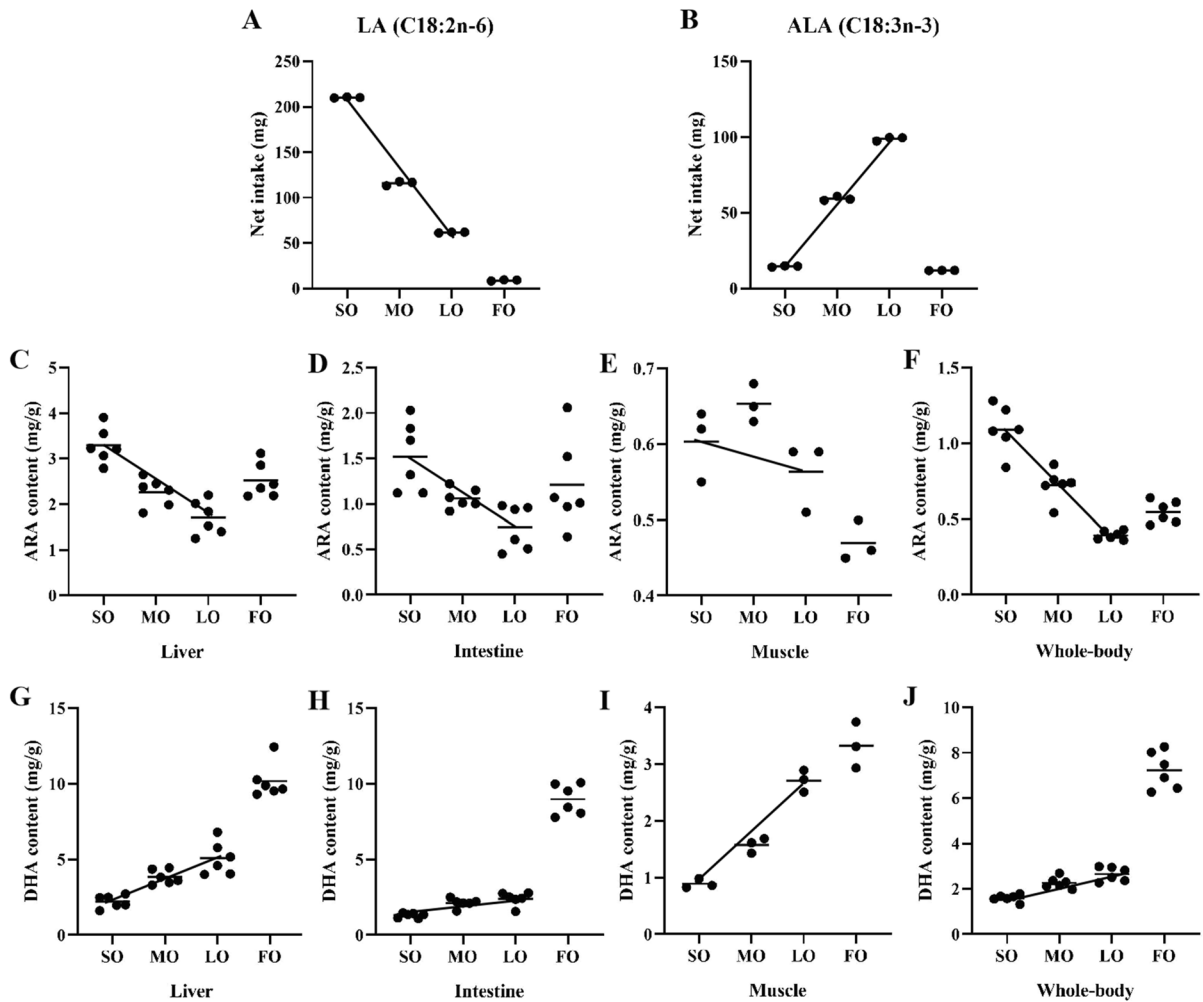 A
LA (C18:2n-6)
Net intake (mg)
250
200
150
100
50
0
SO MO LO FO
B
ALA (C18:3n-3)
Net intake (mg)
150
100
50
0
SO MO LO FO
C
ARA content (mg/g)
5
4
3
2
1
0
SO MO LO FO
Liver
D
ARA content (mg/g)
2.5
2.0
1.5
1.0
0.5
0.0
SO MO LO FO
Intestine
E
ARA content (mg/g)
0.7
0.6
0.5
0.4
SO MO LO FO
Muscle
F
ARA content (mg/g)
1.5
1.0
0.5
0.0
SO MO LO FO
Whole-body
G
DHA content (mg/g)
15
10
5
0
SO MO LO FO
Liver
H
DHA content (mg/g)
15
10
5
0
SO MO LO FO
Intestine
I
DHA content (mg/g)
4
3
2
1
0
SO MO LO FO
Muscle
J
DHA content (mg/g)
10
8
6
4
2
0
SO MO LO FO
Whole-body